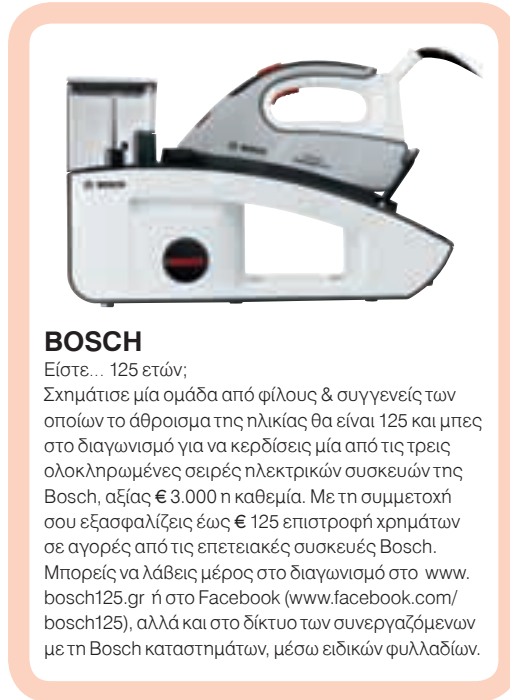 BOSCH
BOSCH
BOSCH
Είστε... 125 ετών;
Σχημάτισε μία ομάδα από φίλους & συγγενείς των
οποίων το άθροισμα της ηλικίας θα είναι 125 και μπες
στο διαγωνισμό για να κερδίσεις μία από τις τρεις
ολοκληρωμένες σειρές ηλεκτρικών συσκευών της
Bosch, αξίας € 3.000 η καθεμία. Με τη συμμετοχή
σου εξασφαλίζεις έως € 125 επιστροφή χρημάτων
σε αγορές από τις επετειακές συσκευές Bosch.
Μπορείς να λάβεις μέρος στο διαγωνισμό στο www.
bosch125.gr ή στο Facebook (www.facebook.com/
bosch125), αλλά και στο δίκτυο των συνεργαζόμενων
με τη Bosch καταστημάτων, μέσω ειδικών φυλλαδίων.